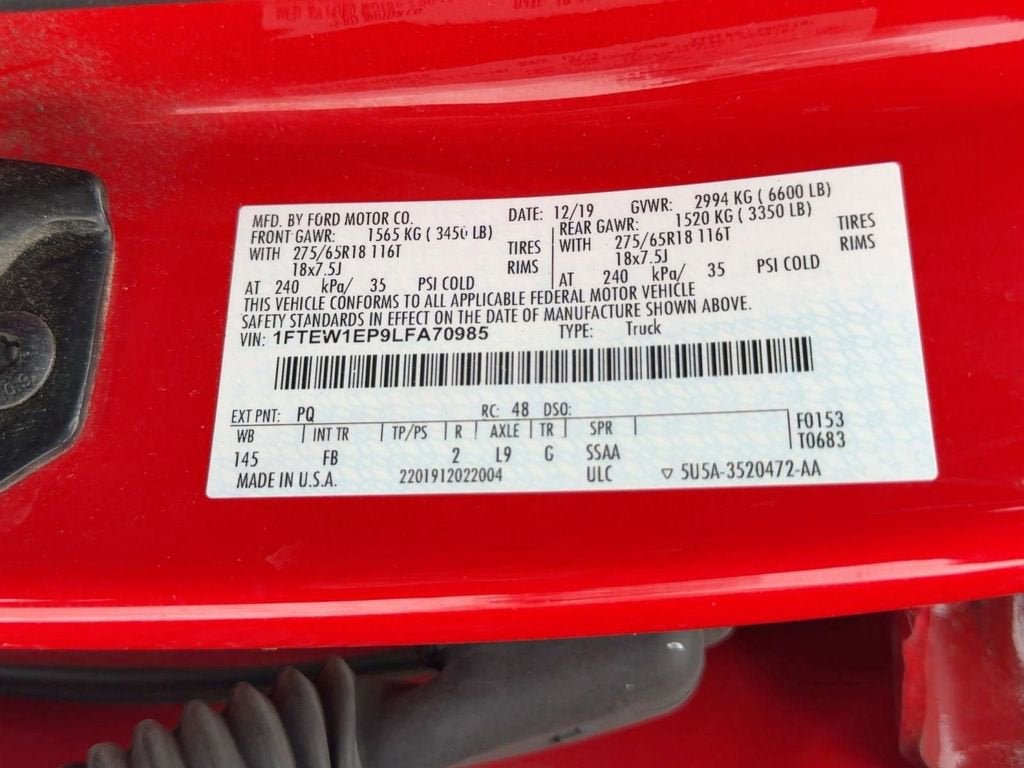 MFD. BY FORD MOTOR CO. DATE: 12/19 GVWR: 2994 KG ( 6600 LB)
FRONT GAWR: 1565 KG ( 3450 LB) REAR GAWR: 1520 KG ( 3350 LB)
WITH 275/65R18 116T TIRES WITH 275/65R18 116T TIRES
18x7.5J RIMS 18x7.5J RIMS
AT 240 kPa/ 35 PSI COLD AT 240 kPa/ 35 PSI COLD
THIS VEHICLE CONFORMS TO ALL APPLICABLE FEDERAL MOTOR VEHICLE
SAFETY STANDARDS IN EFFECT ON THE DATE OF MANUFACTURE SHOWN ABOVE.
VIN: 1FTEW1EP9LFA70985 TYPE: Truck
EXT PNT: PQ RC: 48 DSO: F0153
WB INT TR TP/PS R AXLE TR SPR T0683
145 FB 2 L9 G SSAA
MADE IN U.S.A. 2201912022004 ULC ▽ 5U5A-3520472-AA